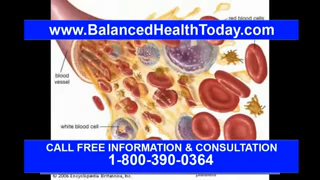 www.BalancedHealthToday.com
red blood cells
blood
vessel
white blood cell
© 2006 Encyclopædia Britannica, Inc.
CALL FREE INFORMATION & CONSULTATION
1-800-390-0364